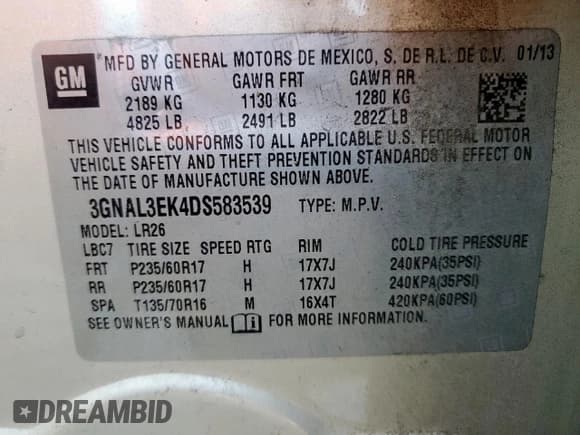 GM
*MFD BY GENERAL MOTORS DE MEXICO, S. DE R.L. DE C.V. 01/13
GVWR GAWR FRT GAWR RR
2189 KG 1130 KG 1280 KG
4825 LB 2491 LB 2822 LB
THIS VEHICLE CONFORMS TO ALL APPLICABLE U.S. FEDERAL MOTOR
VEHICLE SAFETY AND THEFT PREVENTION STANDARDS IN EFFECT ON
THE DATE OF MANUFACTURE SHOWN ABOVE.
3GNAL3EK4DS583539 TYPE: M.P.V.
MODEL: LR26
LBC7 TIRE SIZE SPEED RTG RIM COLD TIRE PRESSURE
FRT P235/60R17 H 17X7J 240KPA(35PSI)
RR P235/60R17 H 17X7J 240KPA(35PSI)
SPA T135/70R16 M 16X4T 420KPA(60PSI)
SEE OWNER'S MANUAL FOR MORE INFORMATION.
DREAMBID